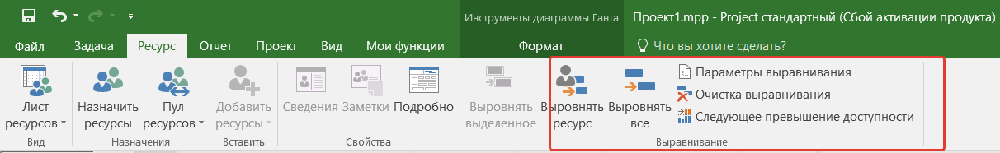 Инструменты диаграммы Ганта
Проект1.mpp - Project стандартный (Сбой активации продукта)
Файл Задача Ресурс Отчет Проект Вид Мои функции Формат Что вы хотите сделать?
Лист
ресурсов
Назначить
ресурсы
Пул
ресурсов
Добавить
ресурсы
Сведения
Заметки
Подробно
Выровнять
выделенное
Выровнять
ресурс
Выровнять
все
Параметры выравнивания
Очистка выравнивания
Следующее превышение доступности
Вид
Назначения
Вставить
Свойства
Выравнивание